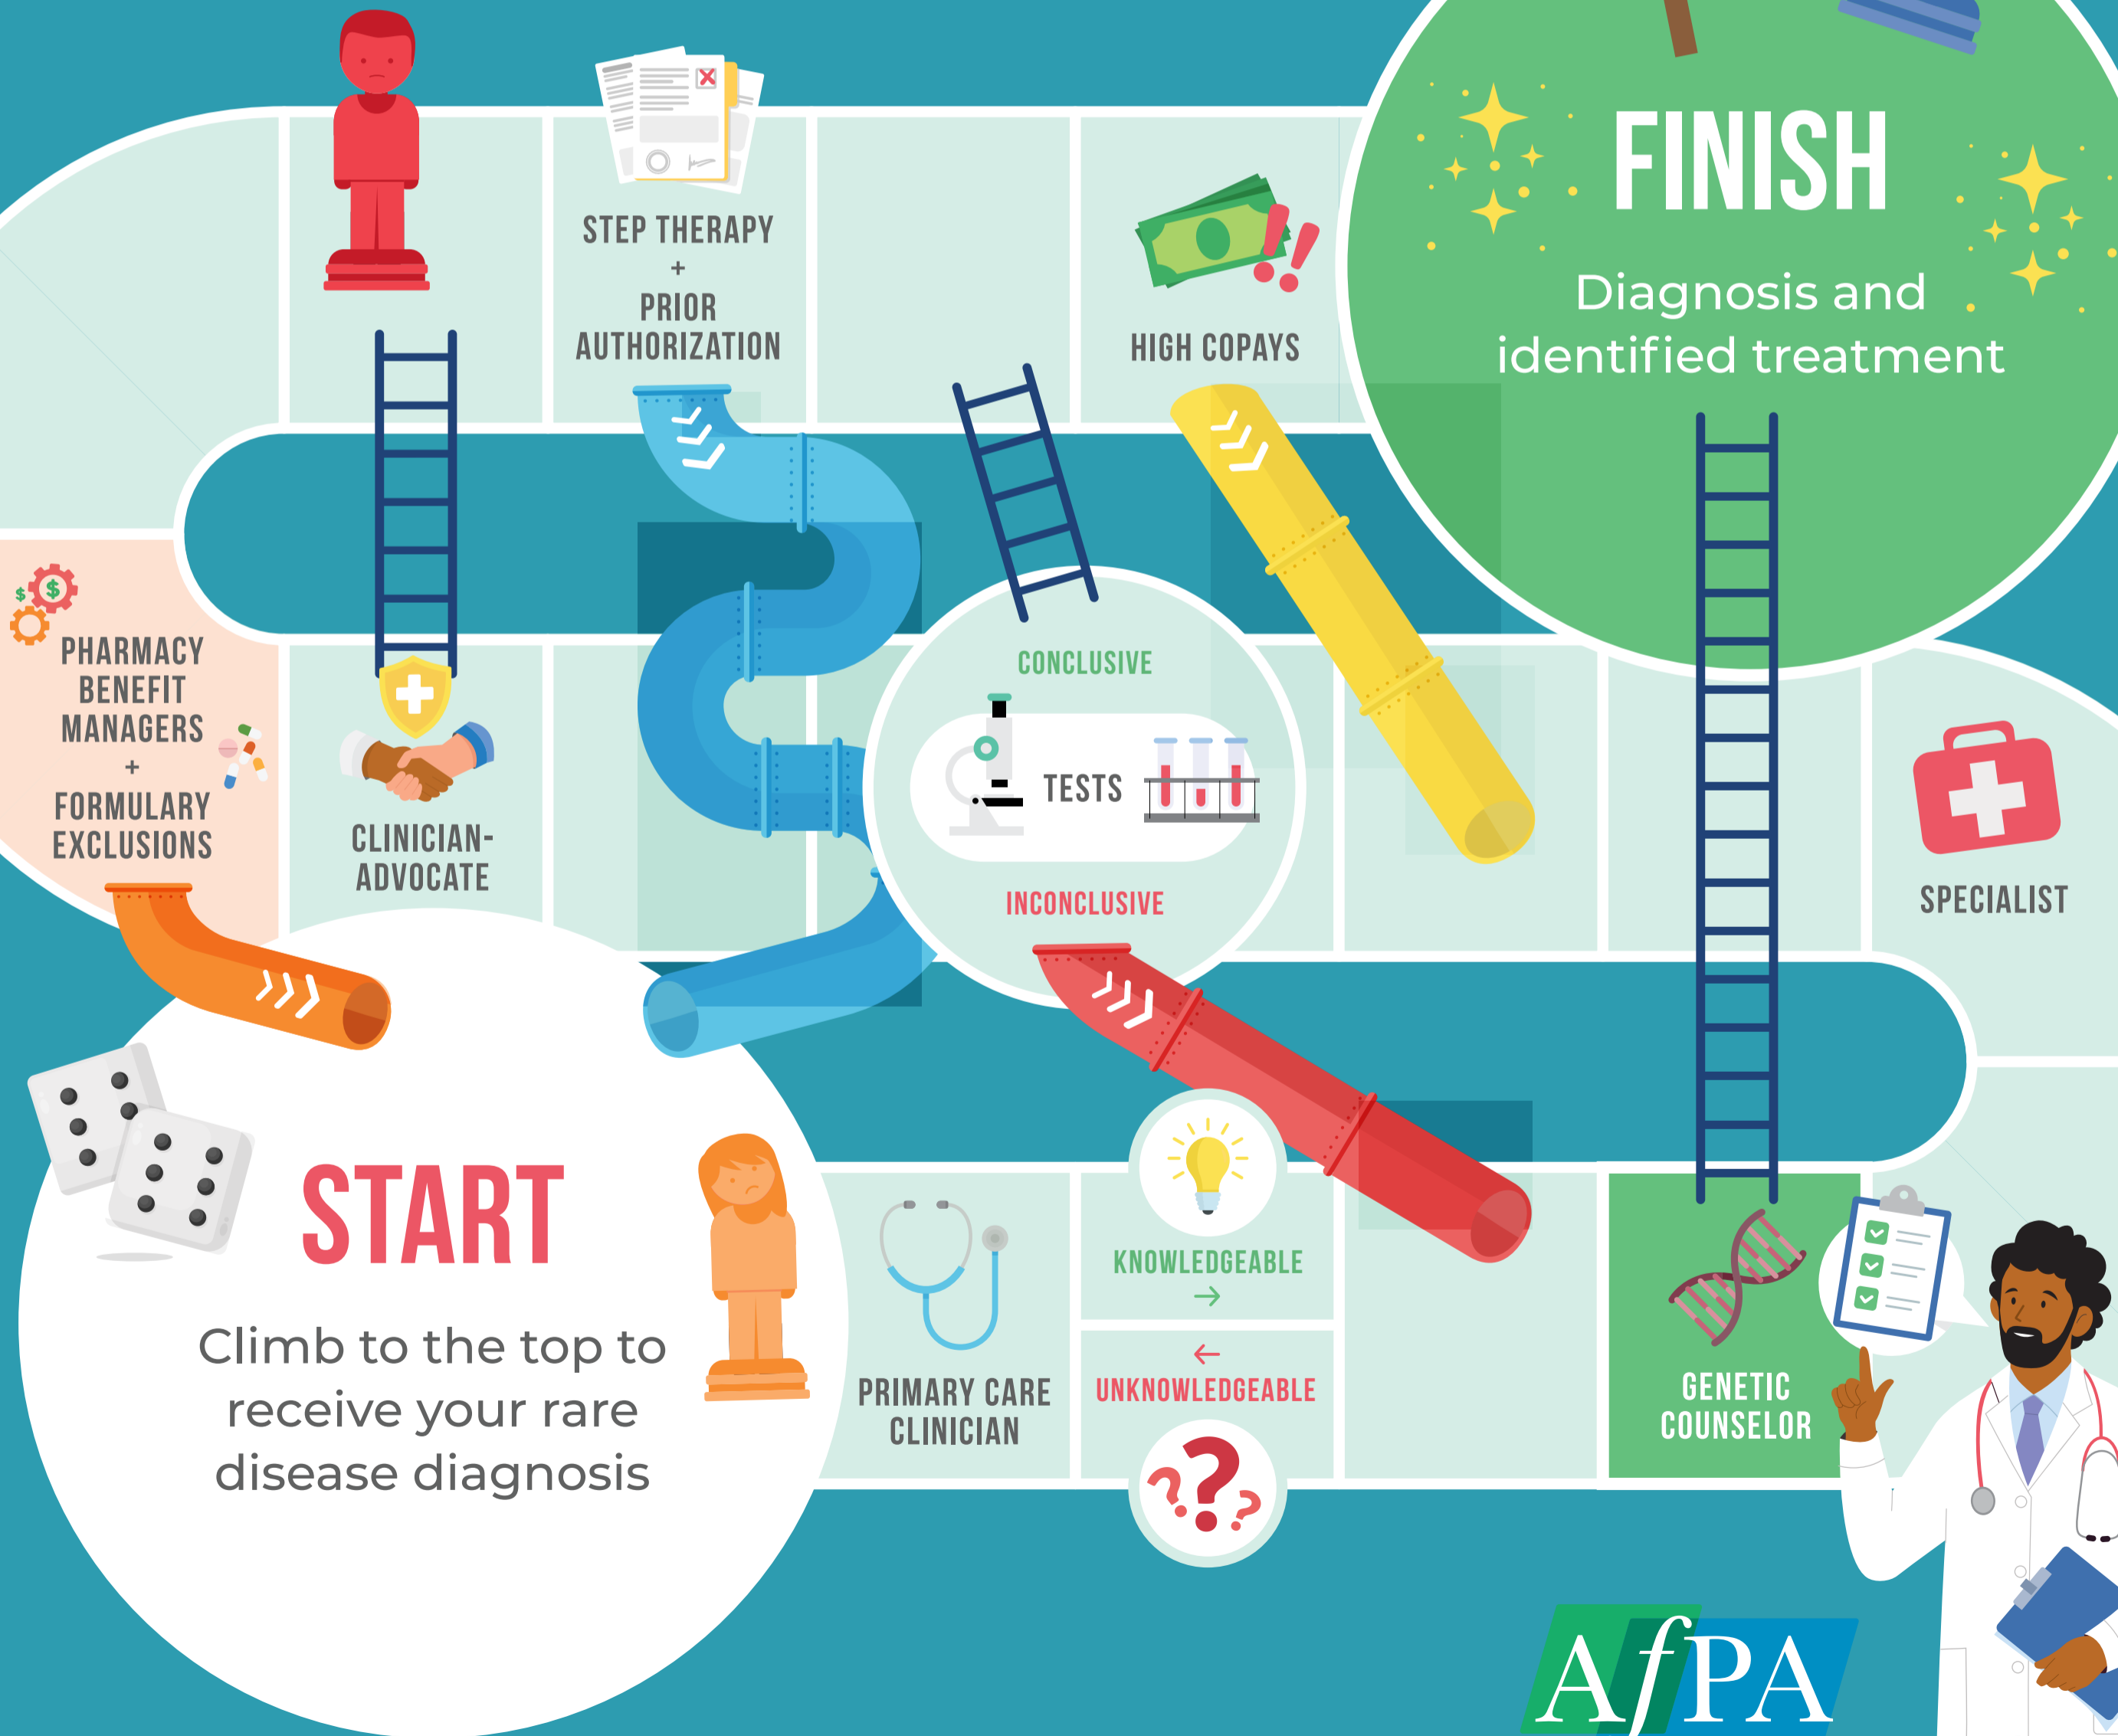 STEP THERAPY
+
PRIOR
AUTHORIZATION
HIGH COPAYS
FINISH
Diagnosis and
identified treatment
$
$
PHARMACY
BENEFIT
MANAGERS
+
FORMULARY
EXCLUSIONS
CLINICIAN-
ADVOCATE
CONCLUSIVE
TESTS
INCONCLUSIVE
SPECIALIST
START
Climb to the top to
receive your rare
disease diagnosis
PRIMARY CARE
CLINICIAN
KNOWLEDGEABLE
→
←
UNKNOWLEDGEABLE
???
GENETIC
COUNSELOR
AfPA